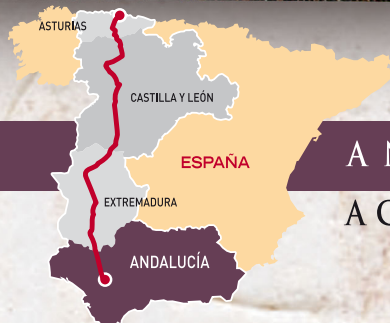 ASTURIAS
CASTILLA Y LEÓN
ESPAÑA
A N
EXTREMADURA
A
ANDALUCÍA